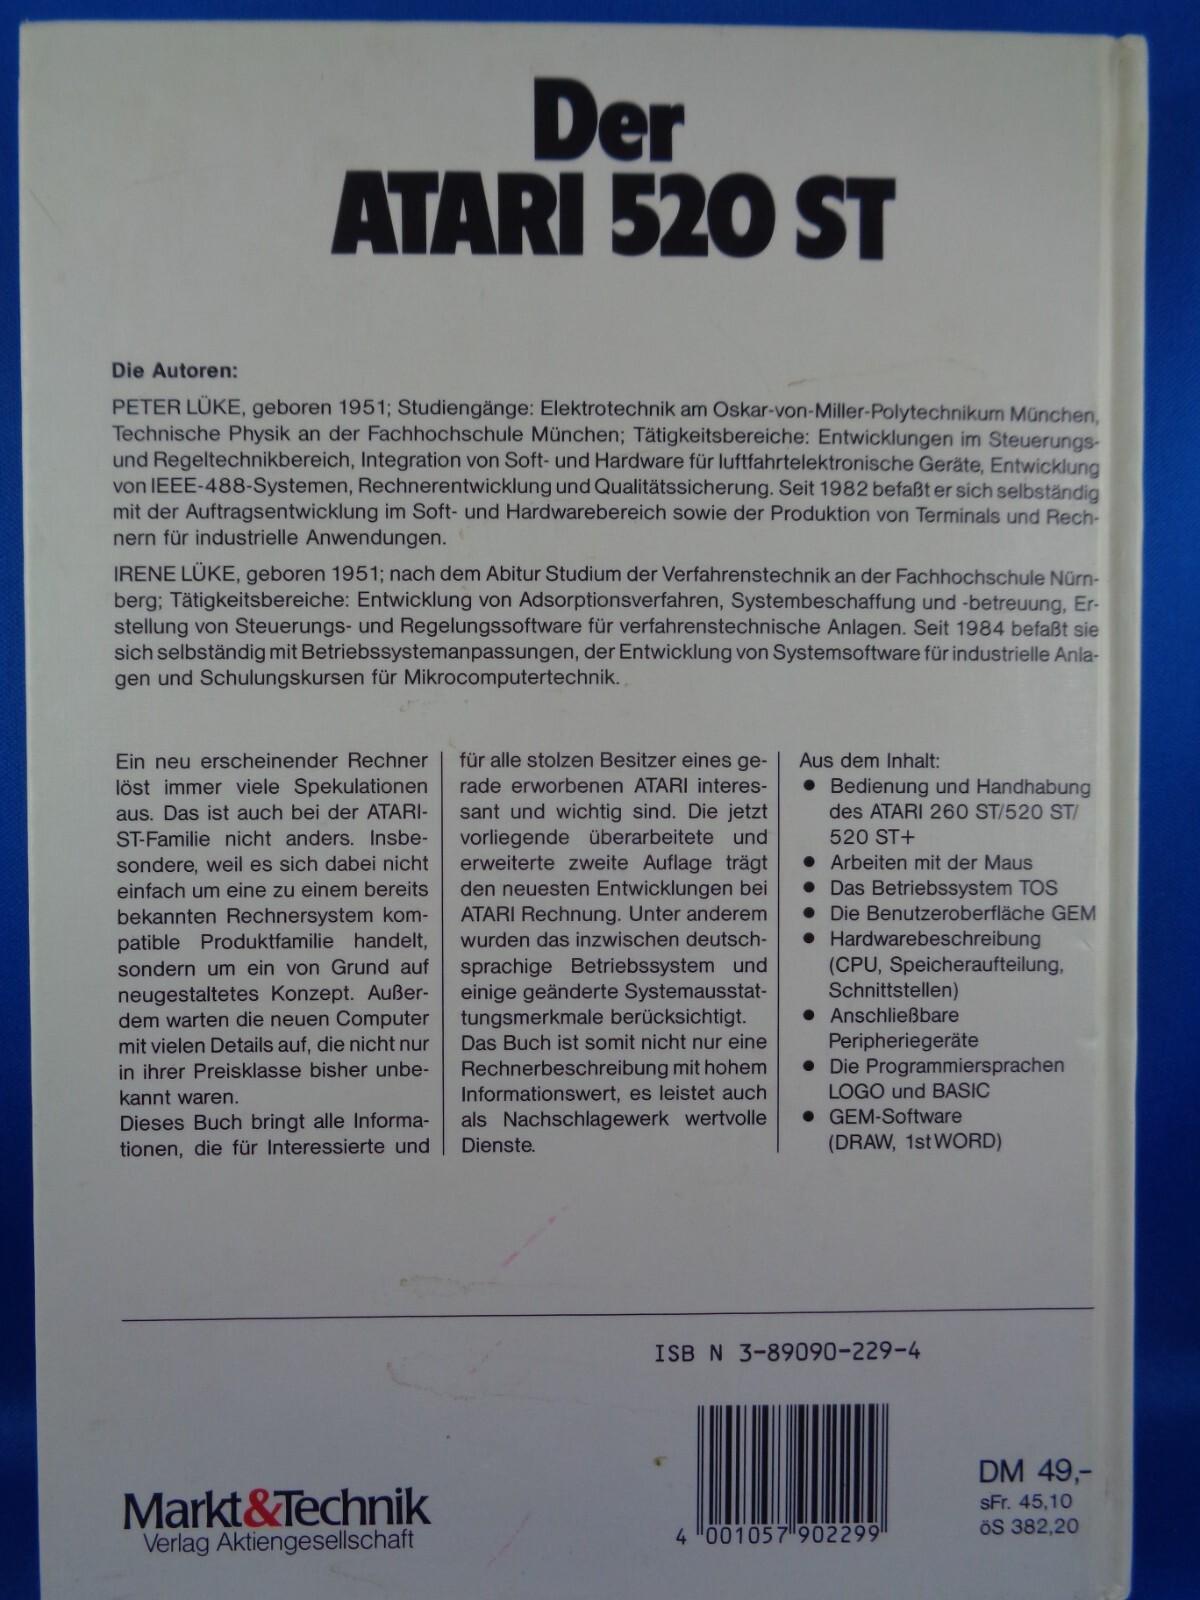 Der
ATARI 520 ST
Die Autoren:
PETER LÜKE, geboren 1951; Studiengänge: Elektrotechnik am Oskar-von-Miller-Polytechnikum München,
Technische Physik an der Fachhochschule München; Tätigkeitsbereiche: Entwicklungen im Steuerungs-
und Regeltechnikbereich, Integration von Soft- und Hardware für luftfahrtelektronische Geräte, Entwicklung
von IEEE-488-Systemen, Rechnerentwicklung und Qualitätssicherung. Seit 1982 befaßt er sich selbständig
mit der Auftragsentwicklung im Soft- und Hardwarebereich sowie der Produktion von Terminals und Rech-
nern für industrielle Anwendungen.
IRENE LÜKE, geboren 1951; nach dem Abitur Studium der Verfahrenstechnik an der Fachhochschule Nürn-
berg; Tätigkeitsbereiche: Entwicklung von Adsorptionsverfahren, Systembeschaffung und -betreuung, Er-
stellung von Steuerungs- und Regelungssoftware für verfahrenstechnische Anlagen. Seit 1984 befaßt sie
sich selbständig mit Betriebssystemanpassungen, der Entwicklung von Systemsoftware für industrielle Anla-
gen und Schulungskursen für Mikrocomputertechnik.
Ein neu erscheinender Rechner
löst immer viele Spekulationen
aus. Das ist auch bei der ATARI-
ST-Familie nicht anders. Insbe-
sondere, weil es sich dabei nicht
einfach um eine zu einem bereits
bekannten Rechnersystem kom-
patible Produktfamilie handelt,
sondern um ein von Grund auf
neugestaltetes Konzept. Außer-
dem warten die neuen Computer
mit vielen Details auf, die nicht nur
in ihrer Preisklasse bisher unbe-
kannt waren.
Dieses Buch bringt alle Informa-
tionen, die für Interessierte und
für alle stolzen Besitzer eines ge-
rade erworbenen ATARI interes-
sant und wichtig sind. Die jetzt
vorliegende überarbeitete und
erweiterte zweite Auflage trägt
den neuesten Entwicklungen bei
ATARI Rechnung. Unter anderem
wurden das inzwischen deutsch-
sprachige Betriebssystem und
einige geänderte Systemausstat-
tungsmerkmale berücksichtigt.
Das Buch ist somit nicht nur eine
Rechnerbeschreibung mit hohem
Informationswert, es leistet auch
als Nachschlagewerk wertvolle
Dienste.
Aus dem Inhalt:
● Bedienung und Handhabung
des ATARI 260 ST/520 ST/
520 ST+
● Arbeiten mit der Maus
● Das Betriebssystem TOS
● Die Benutzeroberfläche GEM
● Hardwarebeschreibung
(CPU, Speicheraufteilung,
Schnittstellen)
● Anschließbare
Peripheriegeräte
● Die Programmiersprachen
LOGO und BASIC
● GEM-Software
(DRAW, 1st WORD)
ISB N 3-89090-229-4
4 001057 902299
DM 49,-
sFr. 45,10
öS 382,20
Markt&Technik
Verlag Aktiengesellschaft